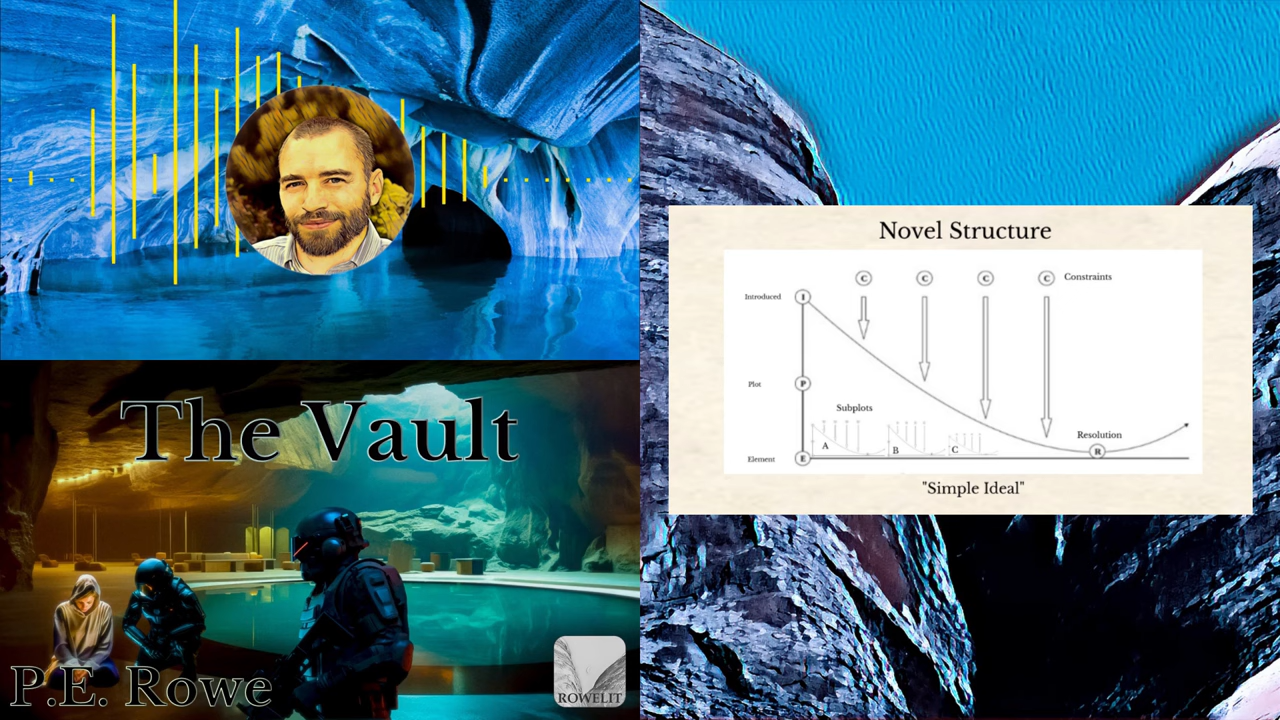 The Vault
P.E. Rowe
ROWELIT
Novel Structure
C
C
C
C
Constraints
Introduced
I
Plot
P
Subplots
A
B
C
Resolution
R
Element
E
"Simple Ideal"